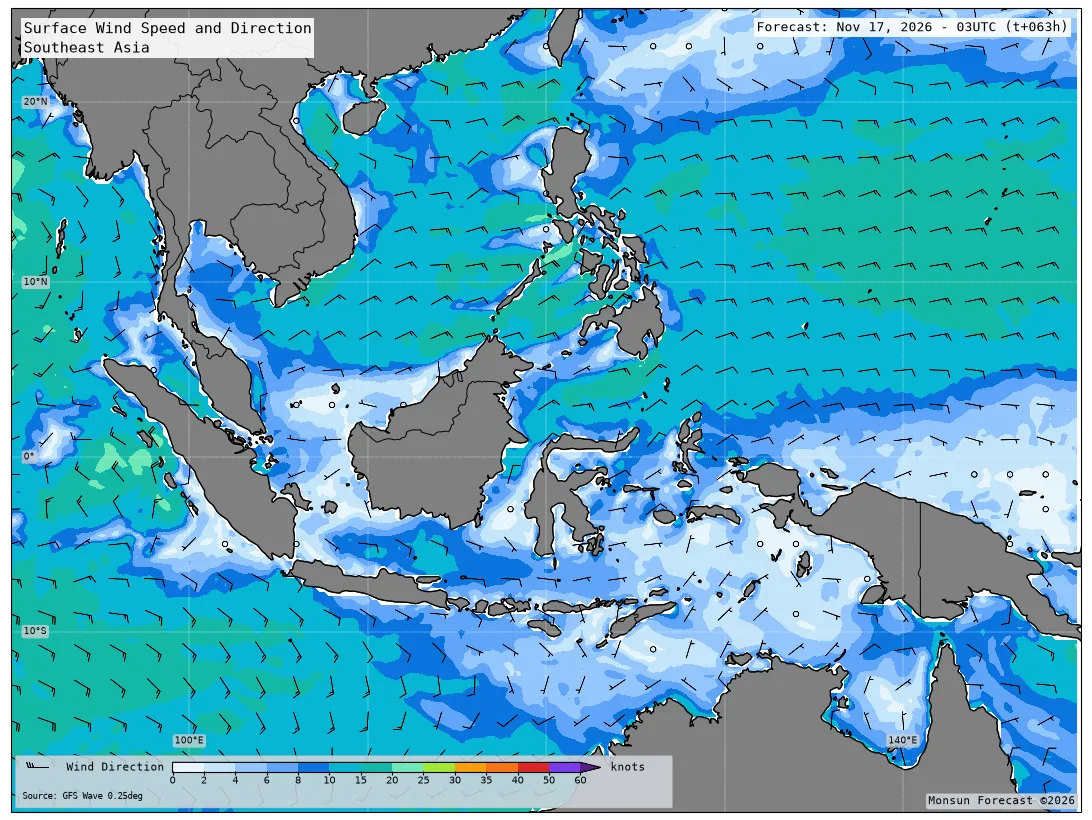 Surface Wind Speed and Direction
Southeast Asia
Forecast: Nov 17, 2026 - 03UTC (t+063h)
20°N
10°N
0°
10°S
100°E
140°E
Wind Direction
0 2 4 6 8 10 15 20 25 30 35 40 50 60
knots
Source: GFS Wave 0.25deg
Monsun Forecast ©2026